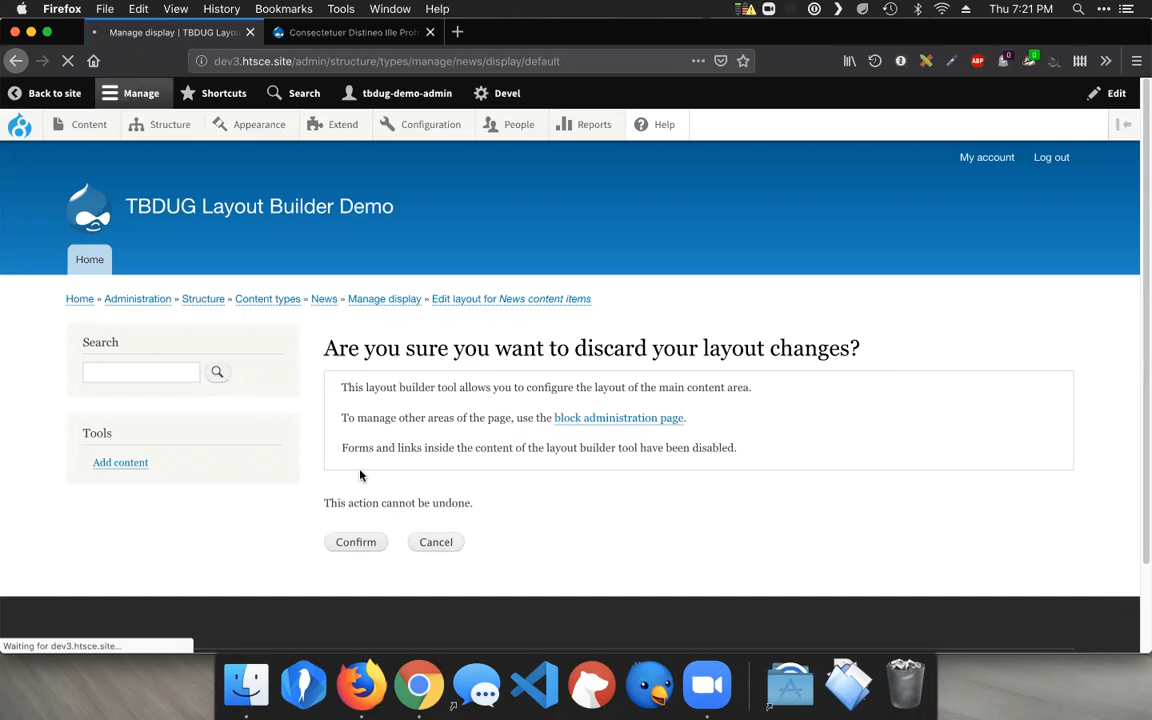 Firefox File Edit View History Bookmarks Tools Window Help Thu 7:21 PM
Manage display | TBDUG Layou
Consectetuer Distineo Ille Prol
dev3.htsce.site/admin/structure/types/manage/news/display/default
ABP 0 0
Back to site Manage Shortcuts Search tbdug-demo-admin Devel Edit
Content Structure Appearance Extend Configuration People Reports Help
My account Log out
TBDUG Layout Builder Demo
Home
Home » Administration » Structure » Content types » News » Manage display » Edit layout for News content items
Search
Tools
Add content
Are you sure you want to discard your layout changes?
This layout builder tool allows you to configure the layout of the main content area.
To manage other areas of the page, use the block administration page.
Forms and links inside the content of the layout builder tool have been disabled.
This action cannot be undone.
Confirm Cancel
Waiting for dev3.htsce.site...